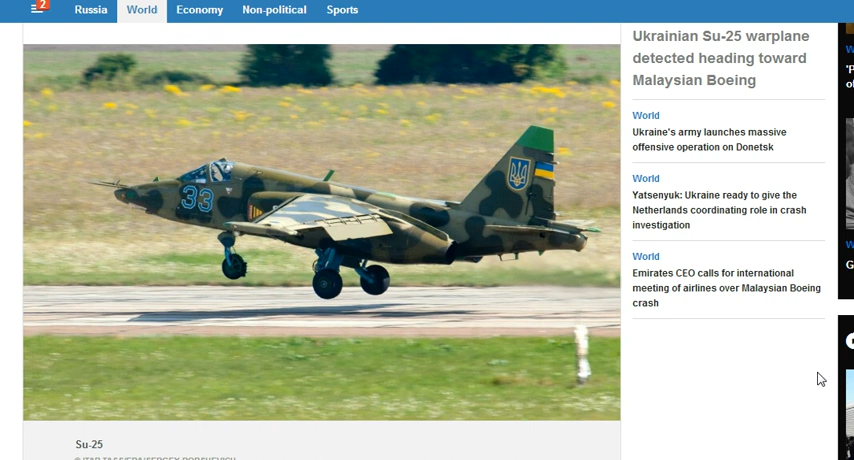 2
Russia World Economy Non-political Sports
33
Ukrainian Su-25 warplane
detected heading toward
Malaysian Boeing
World
Ukraine's army launches massive
offensive operation on Donetsk
World
Yatsenyuk: Ukraine ready to give the
Netherlands coordinating role in crash
investigation
World
Emirates CEO calls for international
meeting of airlines over Malaysian Boeing
crash
Su-25